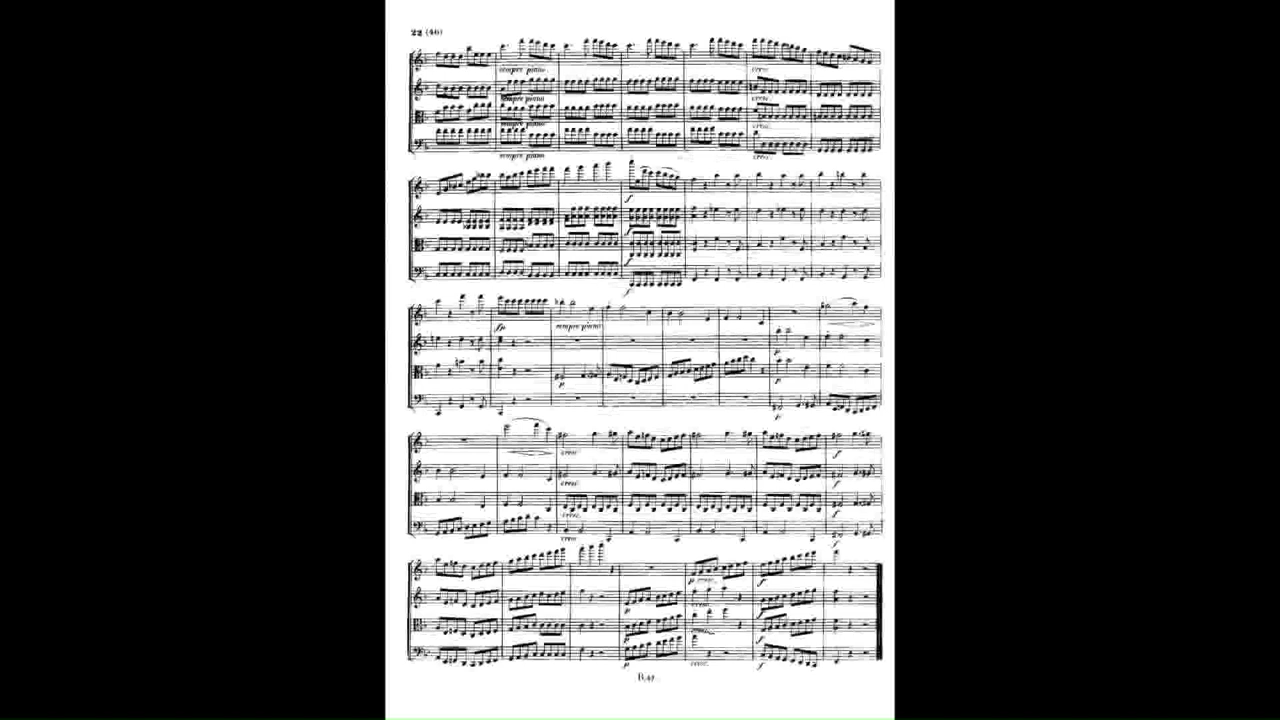 22 (46)
sempre piano. cresc.
sempre piano cresc
sempre piano cresc.
sempre piano cresc.
f
f
f
f
fp sempre piano
p p
p
cresc f
cresc.
cresc. f
cresc f
p cresc. f
p cresc. f
p f
p cresc. f
B.42.